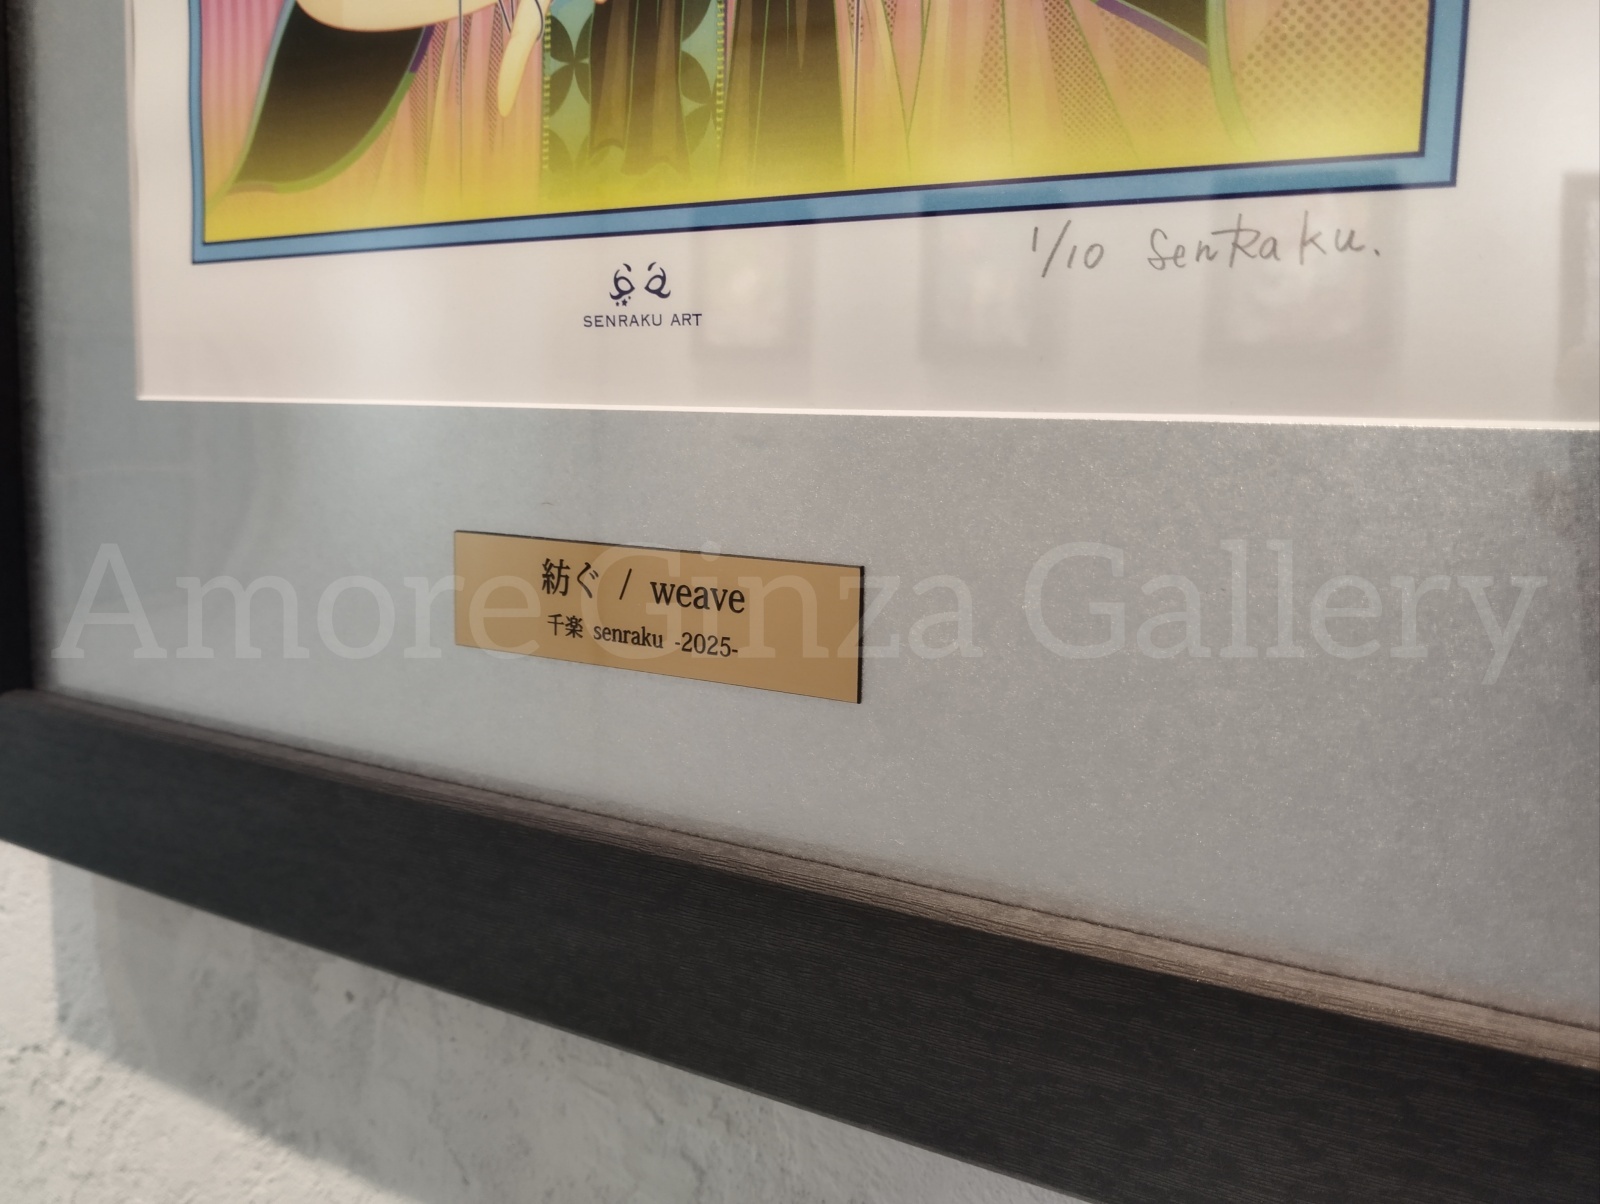 1/10 SenRaku.
SENRAKU ART
紡ぐ / weave
千楽 senraku -2025-
Amore Ginza Gallery